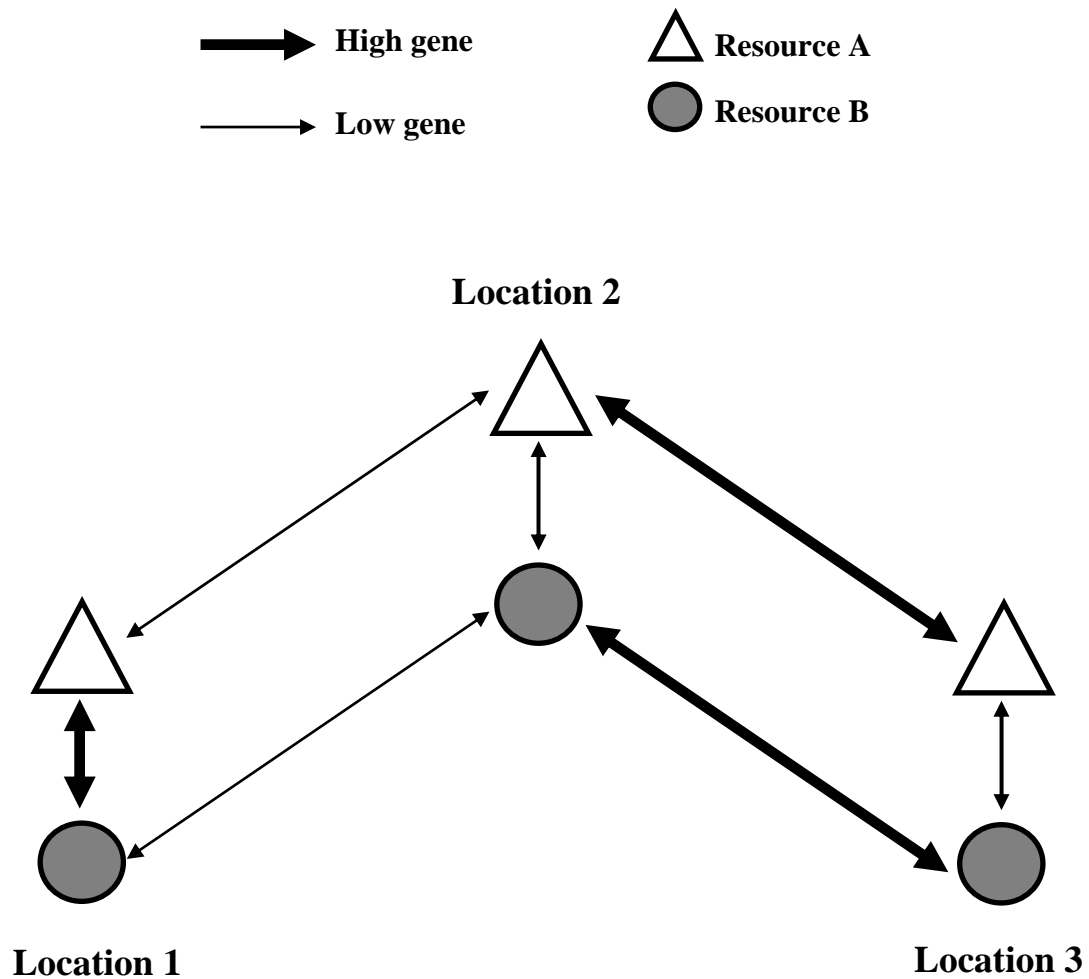 High gene
Resource A
Low gene
Resource B
Location 2
Location 1
Location 3